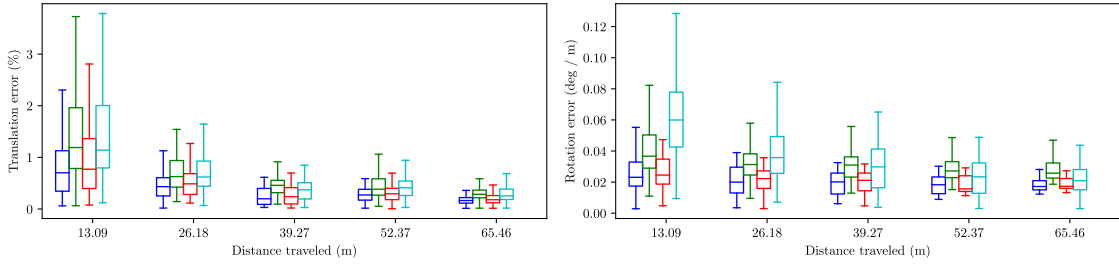 Translation error (%)
3
2
1
0
13.09 26.18 39.27 52.37 65.46
Distance traveled (m)
Rotation error (deg / m)
0.12
0.10
0.08
0.06
0.04
0.02
0.00
13.09 26.18 39.27 52.37 65.46
Distance traveled (m)